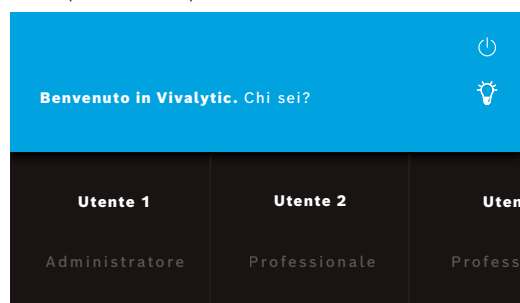 Benvenuto in Vivalytic. Chi sei?
Utente 1 Utente 2
Administratore Professionale